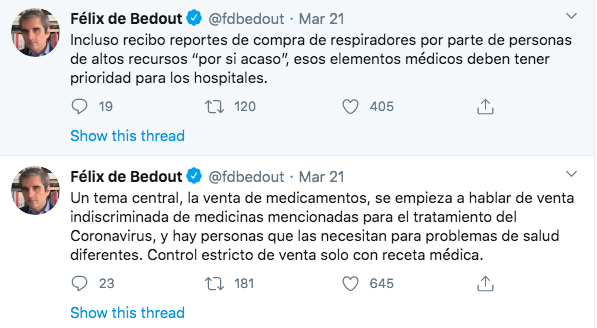 Félix de Bedout @fdbedout · Mar 21
Incluso recibo reportes de compra de respiradores por parte de personas
de altos recursos “por si acaso”, esos elementos médicos deben tener
prioridad para los hospitales.
19 120 405
Show this thread
Félix de Bedout @fdbedout · Mar 21
Un tema central, la venta de medicamentos, se empieza a hablar de venta
indiscriminada de medicinas mencionadas para el tratamiento del
Coronavirus, y hay personas que las necesitan para problemas de salud
diferentes. Control estricto de venta solo con receta médica.
23 181 645
Show this thread